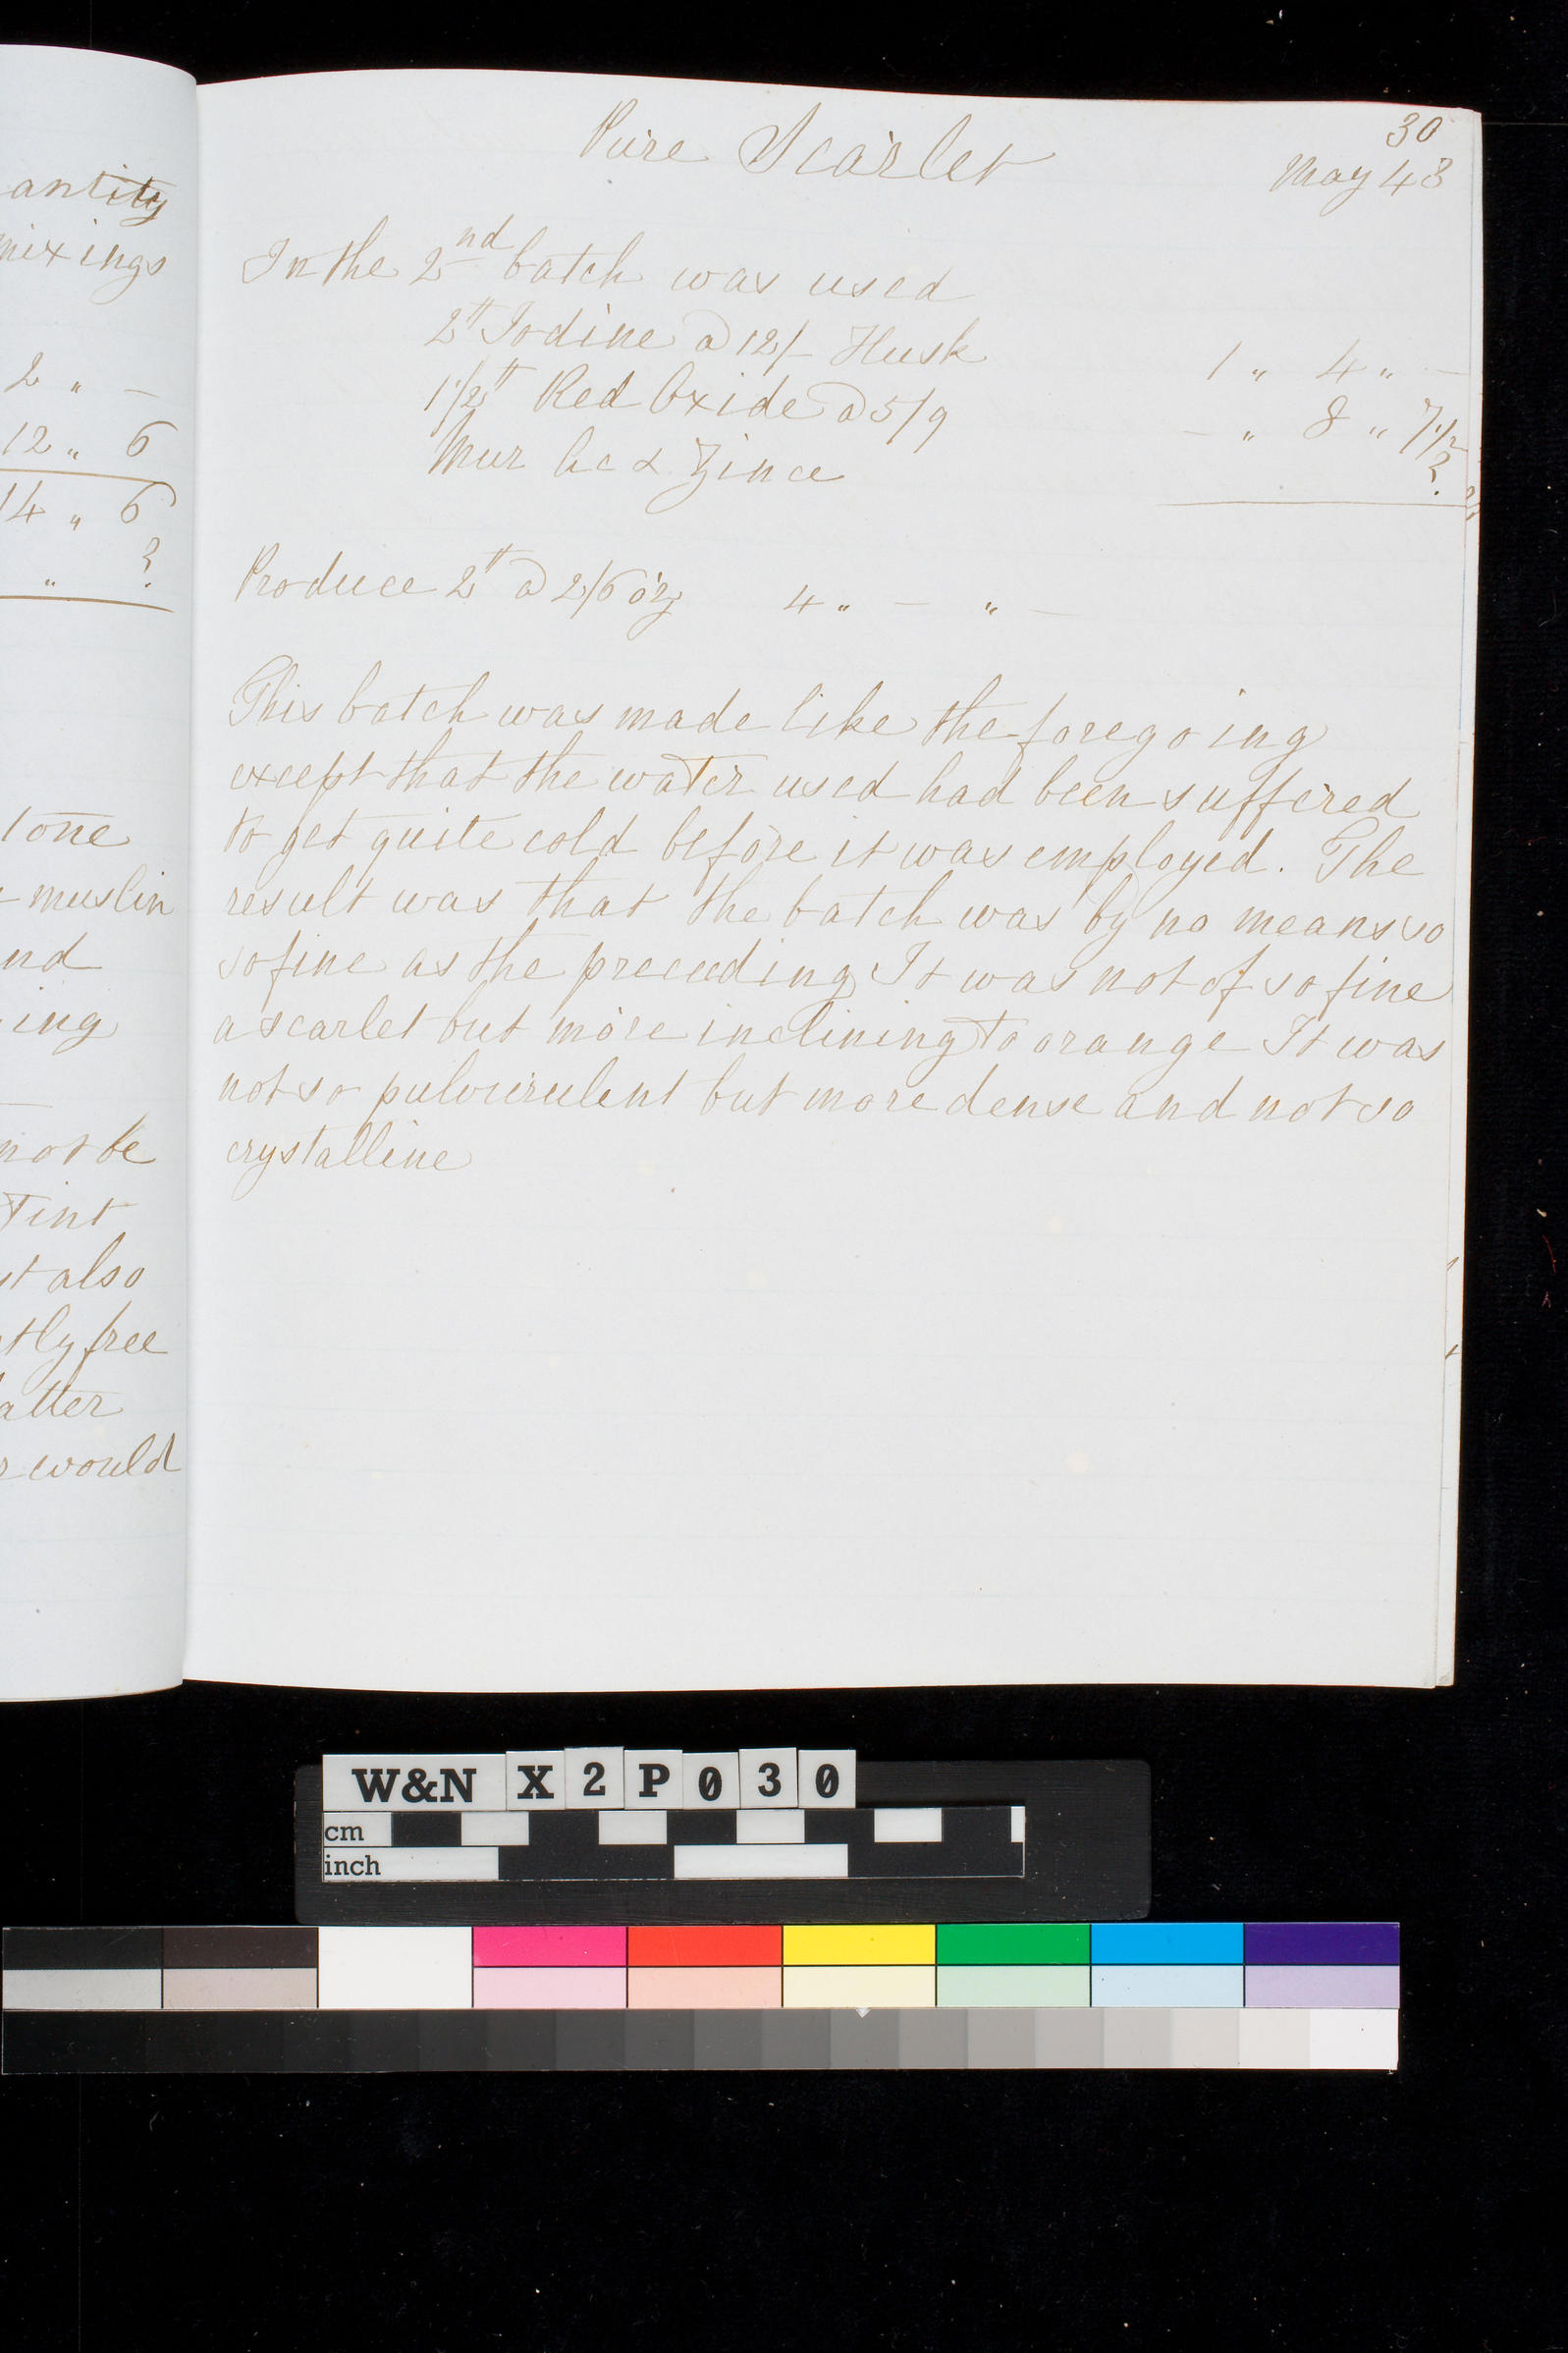 antity
mixings
2 " —
12 " 6
14 " 6
" ?
tone
muslin
nd
ing
not be
Tint
st also
tly free
atter
would
30
Pure Scarlet
May 43
In the 2nd batch was used
2lb Iodine @ 12/- Husk 1 " 4 " —
1 1/2lb Red Oxide @ 5/9 — " 8 " 7 1/2
Mur Ac & Zince ?
Produce 2lb @ 2/6 oz 4 " — " —
This batch was made like the foregoing
except that the water used had been suffered
to get quite cold before it was employed. The
result was that the batch was by no means so
so fine as the preceeding It was not of so fine
a scarlet but more inclining to orange It was
not so pulverulent but more dense and not so
crystalline
W&N X2P030
cm
inch